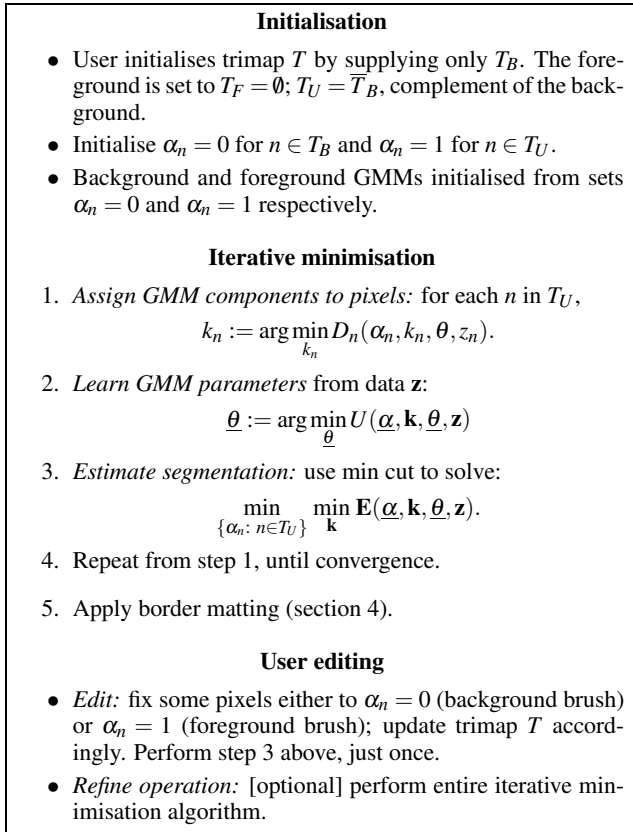 Initialisation
• User initialises trimap T by supplying only T_B. The fore-
ground is set to T_F = ∅; T_U = T̅_B, complement of the back-
ground.
• Initialise α_n = 0 for n ∈ T_B and α_n = 1 for n ∈ T_U.
• Background and foreground GMMs initialised from sets
α_n = 0 and α_n = 1 respectively.
Iterative minimisation
1. Assign GMM components to pixels: for each n in T_U,
k_n := arg min_{k_n} D_n(α_n, k_n, θ, z_n).
2. Learn GMM parameters from data z:
θ̲ := arg min_{θ̲} U(α̲, k, θ̲, z)
3. Estimate segmentation: use min cut to solve:
min_{{α_n: n∈T_U}} min_k E(α̲, k, θ̲, z).
4. Repeat from step 1, until convergence.
5. Apply border matting (section 4).
User editing
• Edit: fix some pixels either to α_n = 0 (background brush)
or α_n = 1 (foreground brush); update trimap T accord-
ingly. Perform step 3 above, just once.
• Refine operation: [optional] perform entire iterative min-
imisation algorithm.